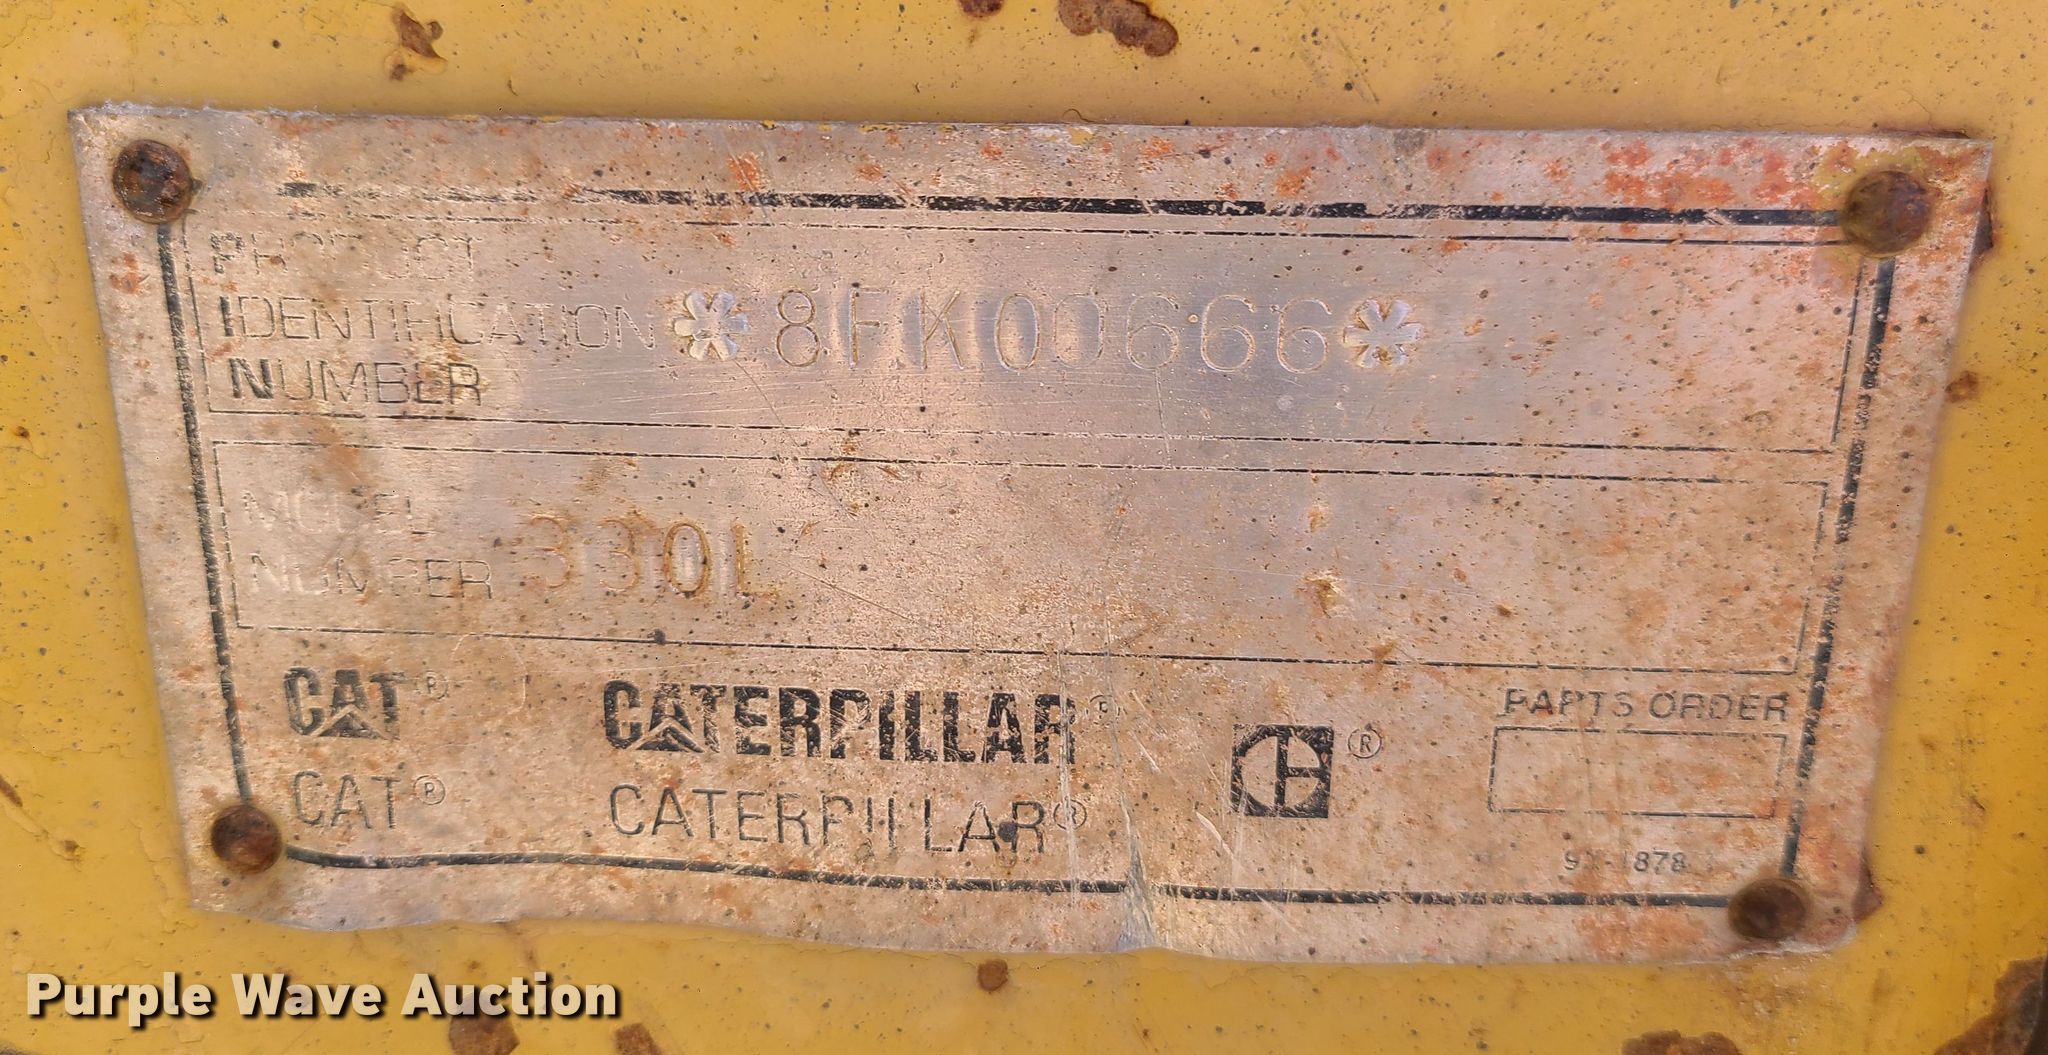 PRODUCT
IDENTIFICATION
NUMBER
*8FK00666*
MODEL
NUMBER
330L
CAT®
CATERPILLAR®
®
PARTS ORDER
CAT®
CATERPILLAR®
Purple Wave Auction